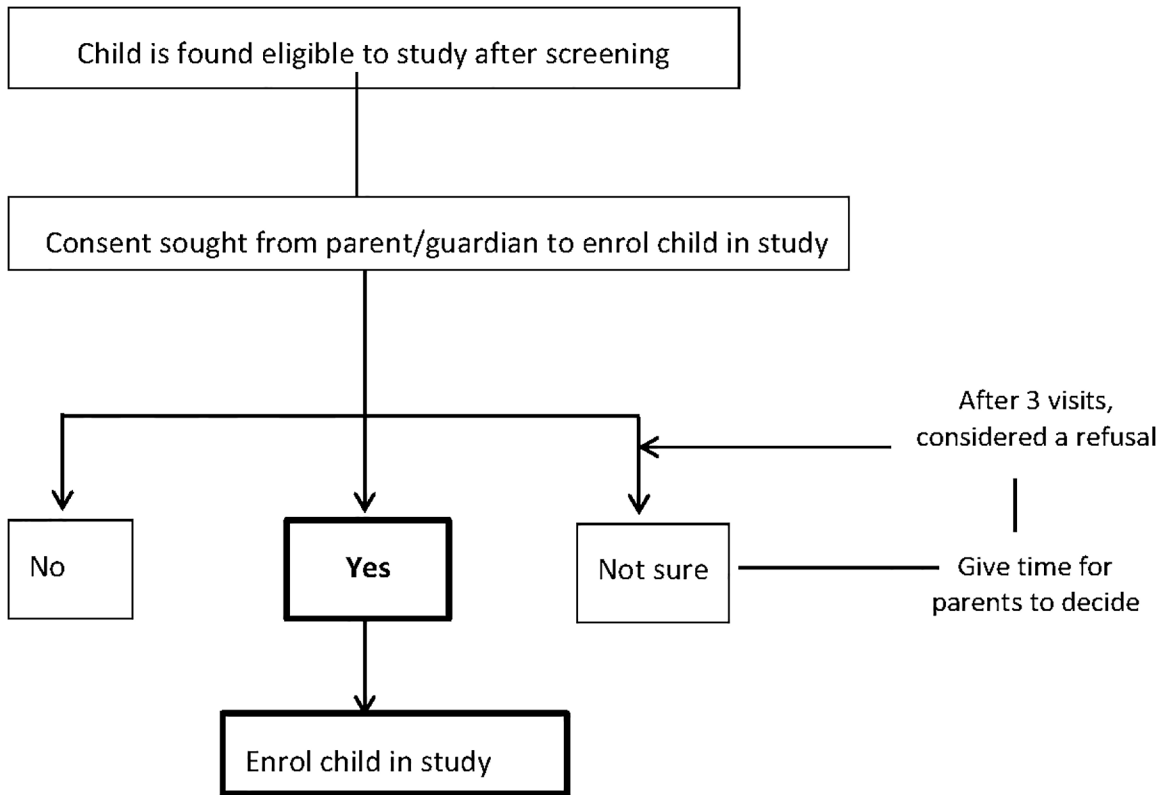 Child is found eligible to study after screening
Consent sought from parent/guardian to enrol child in study
After 3 visits,
considered a refusal
No
Yes
Not sure
Give time for
parents to decide
Enrol child in study